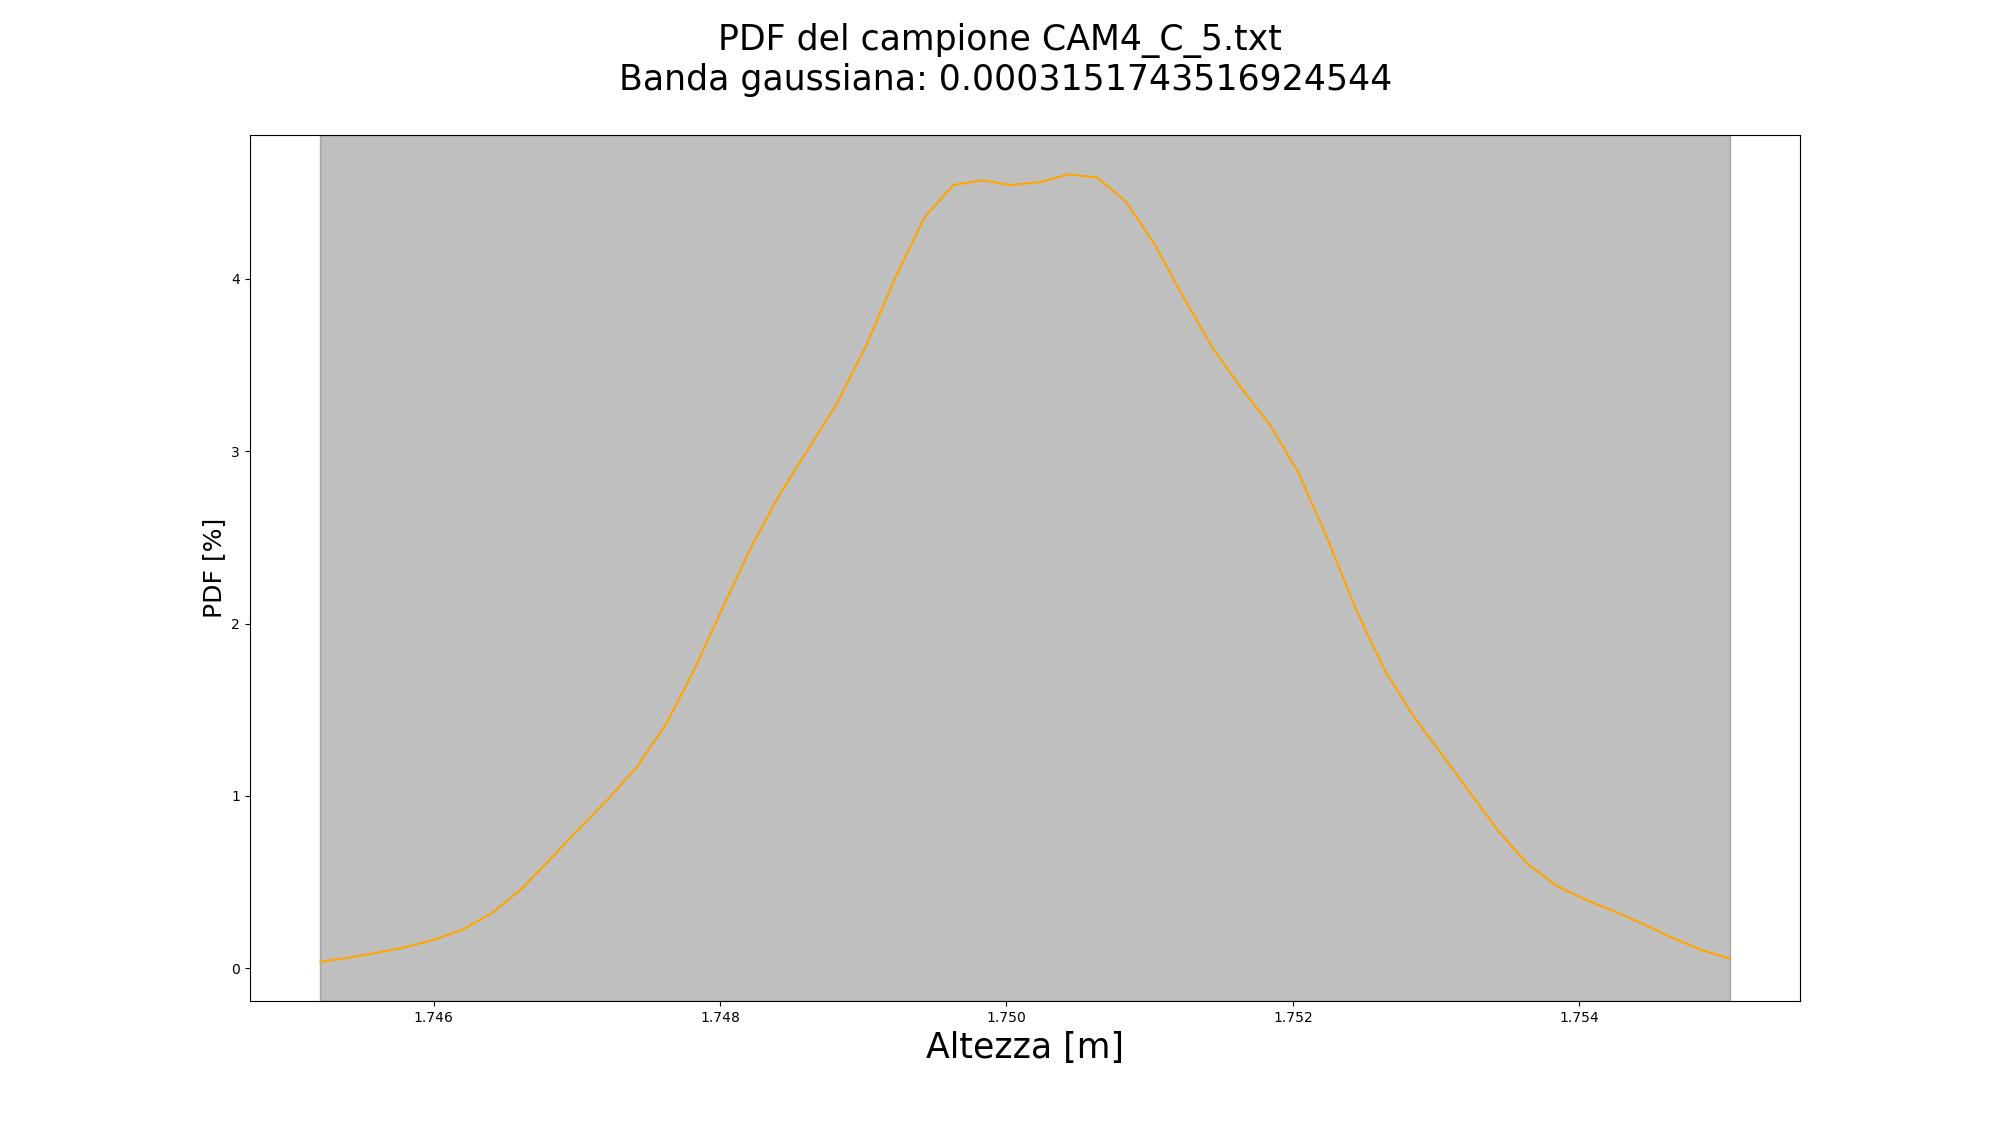 PDF del campione CAM4_C_5.txt
Banda gaussiana: 0.0003151743516924544
PDF [%]
4
3
2
1
0
1.746 1.748 1.750 1.752 1.754
Altezza [m]